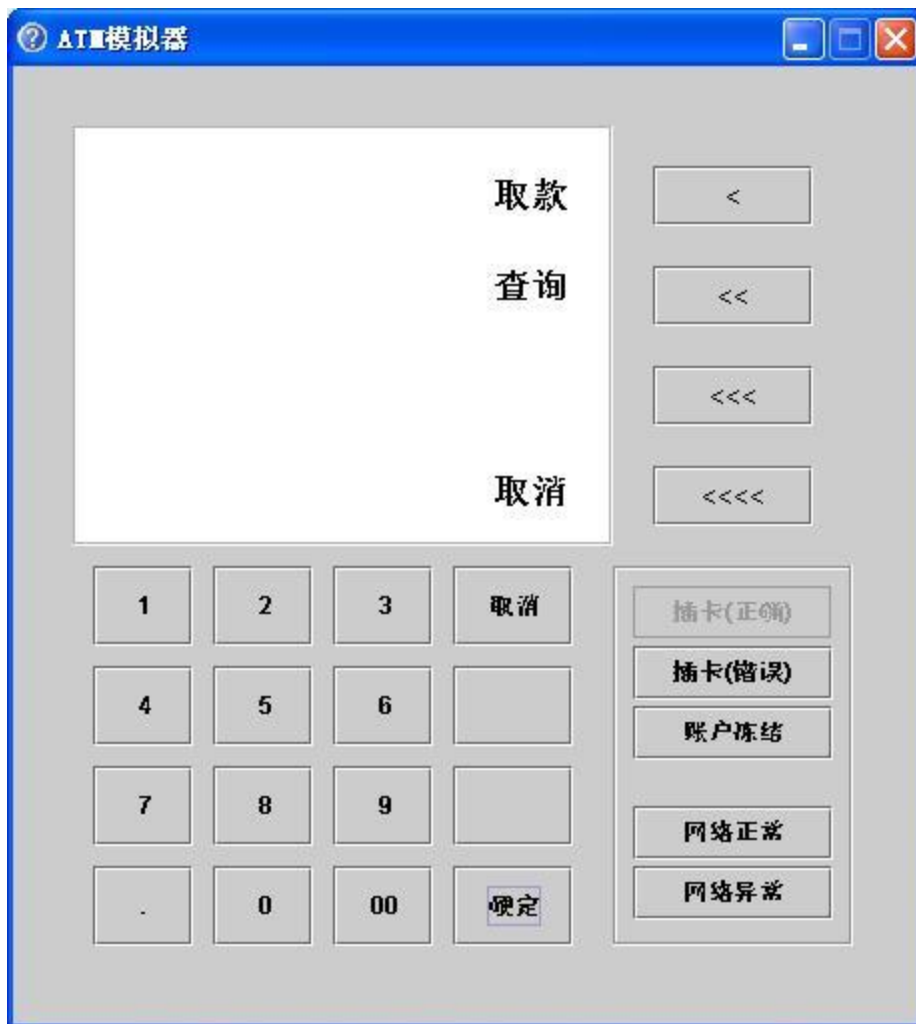 ATM模拟器
取款
<
查询
<<
<<<
取消
<<<<
1 2 3 取消
插卡(正确)
插卡(错误)
4 5 6
账户冻结
7 8 9
网络正常
网络异常
. 0 00 硬定